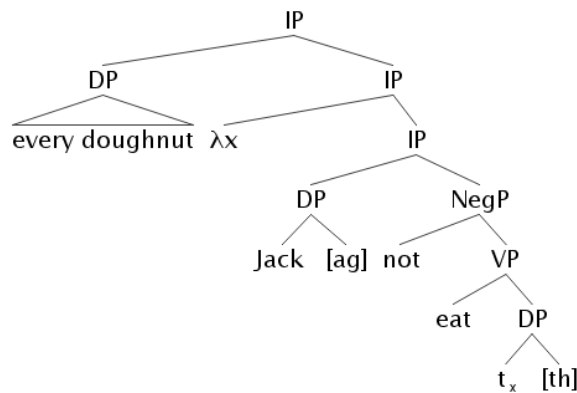 IP
DP IP
every doughnut λx IP
DP NegP
Jack [ag] not VP
eat DP
tₓ [th]